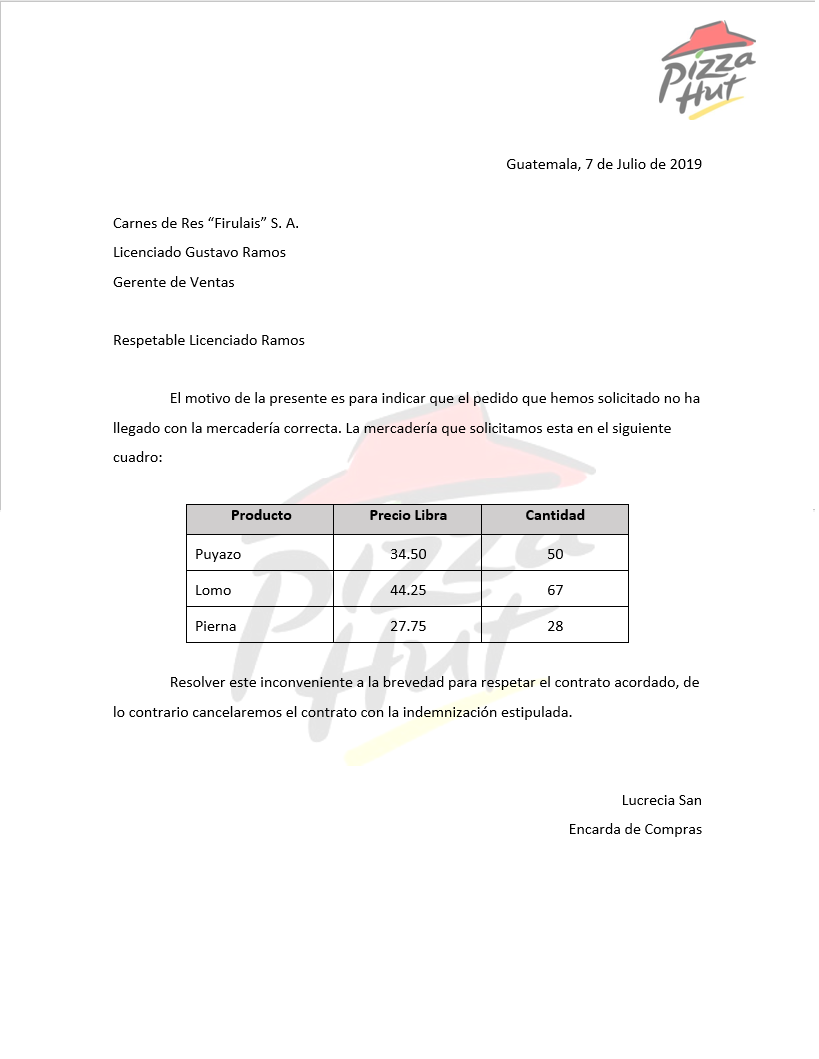 Pizza
Hut
Guatemala, 7 de Julio de 2019
Carnes de Res “Firulais” S. A.
Licenciado Gustavo Ramos
Gerente de Ventas
Respetable Licenciado Ramos
El motivo de la presente es para indicar que el pedido que hemos solicitado no ha
llegado con la mercadería correcta. La mercadería que solicitamos esta en el siguiente
cuadro:
Producto Precio Libra Cantidad
Puyazo 34.50 50
Lomo 44.25 67
Pierna 27.75 28
Pizza
Hut
Resolver este inconveniente a la brevedad para respetar el contrato acordado, de
lo contrario cancelaremos el contrato con la indemnización estipulada.
Lucrecia San
Encarda de Compras